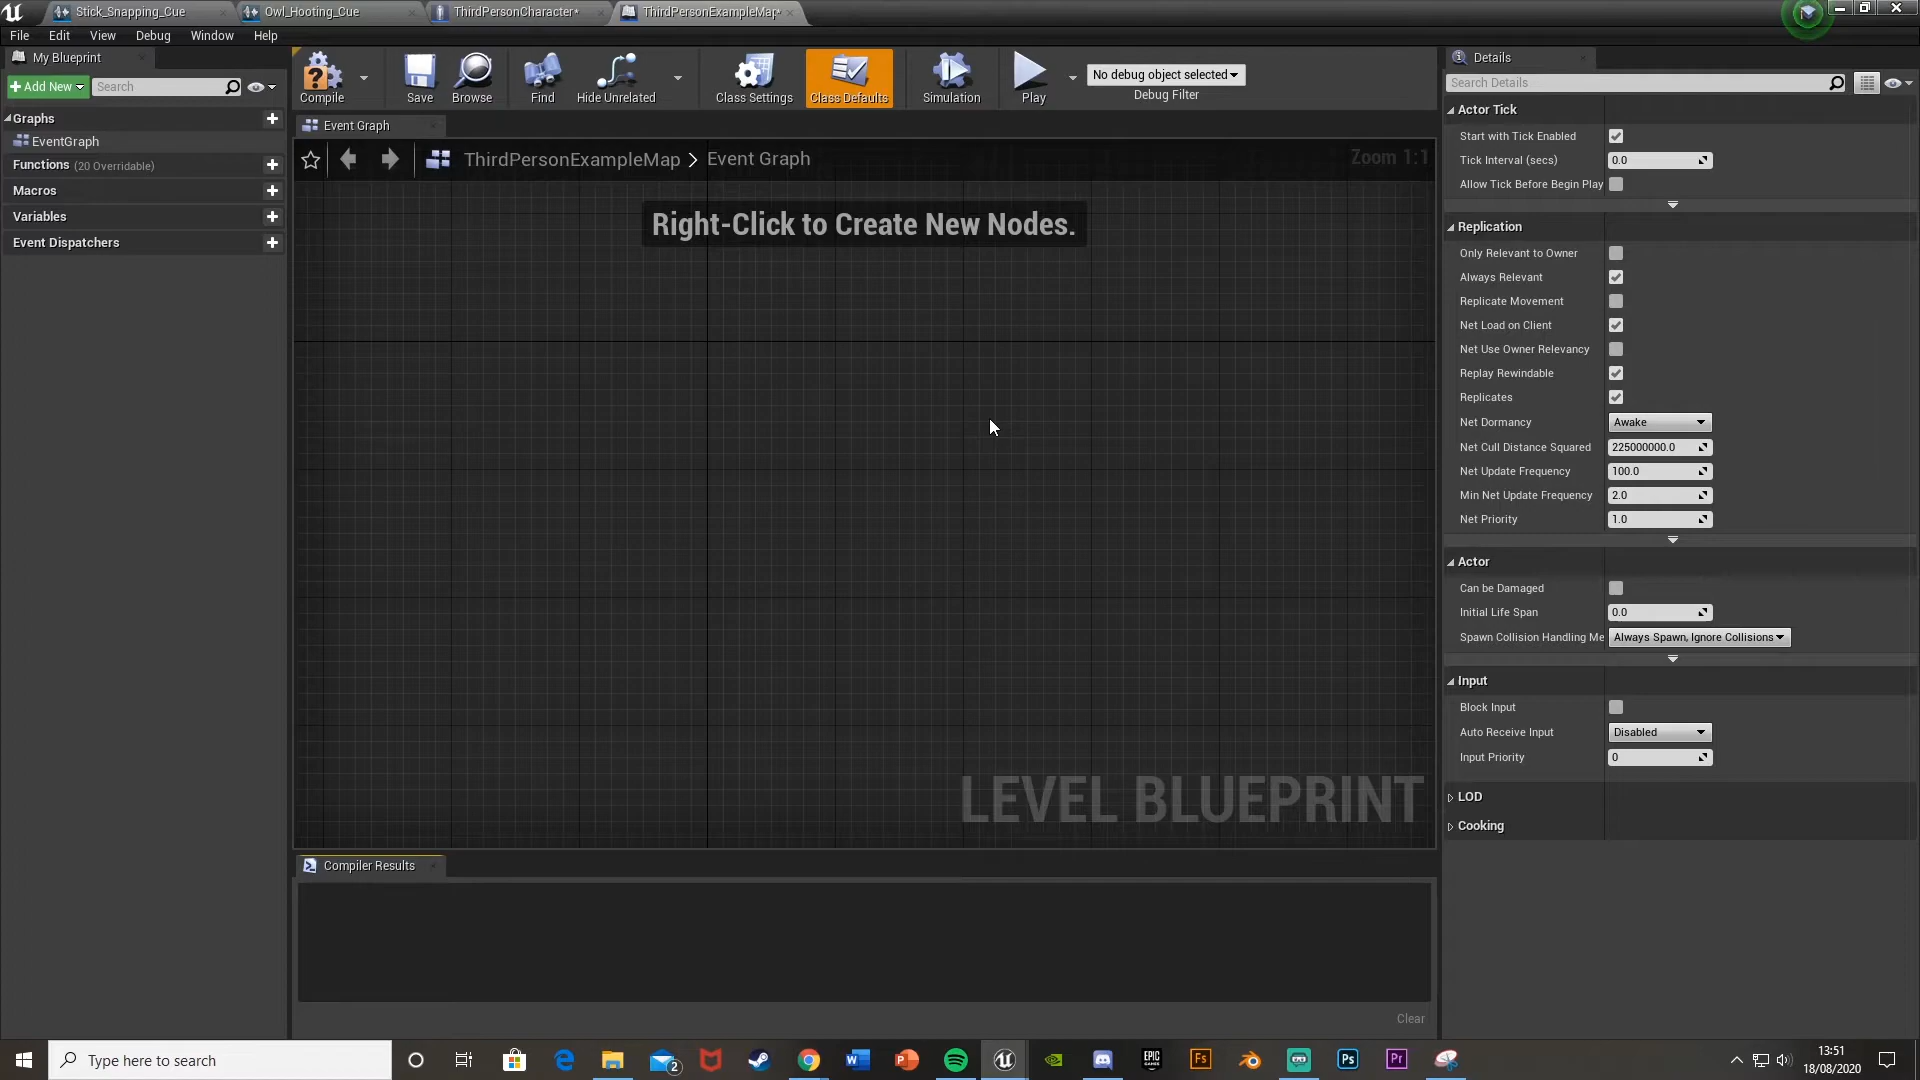 Stick_Snapping_Cue
Owl_Hooting_Cue
ThirdPersonCharacter*
ThirdPersonExampleMap*
File Edit View Debug Window Help
My Blueprint
Add New
Search
Graphs
EventGraph
Functions (20 Overridable)
Macros
Variables
Event Dispatchers
Compile
Save
Browse
Find
Hide Unrelated
Class Settings
Class Defaults
Simulation
Play
No debug object selected
Debug Filter
Event Graph
ThirdPersonExampleMap > Event Graph
Zoom 1:1
Right-Click to Create New Nodes.
LEVEL BLUEPRINT
Compiler Results
Clear
Details
Search Details
Actor Tick
Start with Tick Enabled
Tick Interval (secs) 0.0
Allow Tick Before Begin Play
Replication
Only Relevant to Owner
Always Relevant
Replicate Movement
Net Load on Client
Net Use Owner Relevancy
Replay Rewindable
Replicates
Net Dormancy Awake
Net Cull Distance Squared 225000000.0
Net Update Frequency 100.0
Min Net Update Frequency 2.0
Net Priority 1.0
Actor
Can be Damaged
Initial Life Span 0.0
Spawn Collision Handling Me Always Spawn, Ignore Collisions
Input
Block Input
Auto Receive Input Disabled
Input Priority 0
LOD
Cooking
Type here to search
2
W
P
EPIC GAMES
Fs
Ps
Pr
13:51
18/08/2020